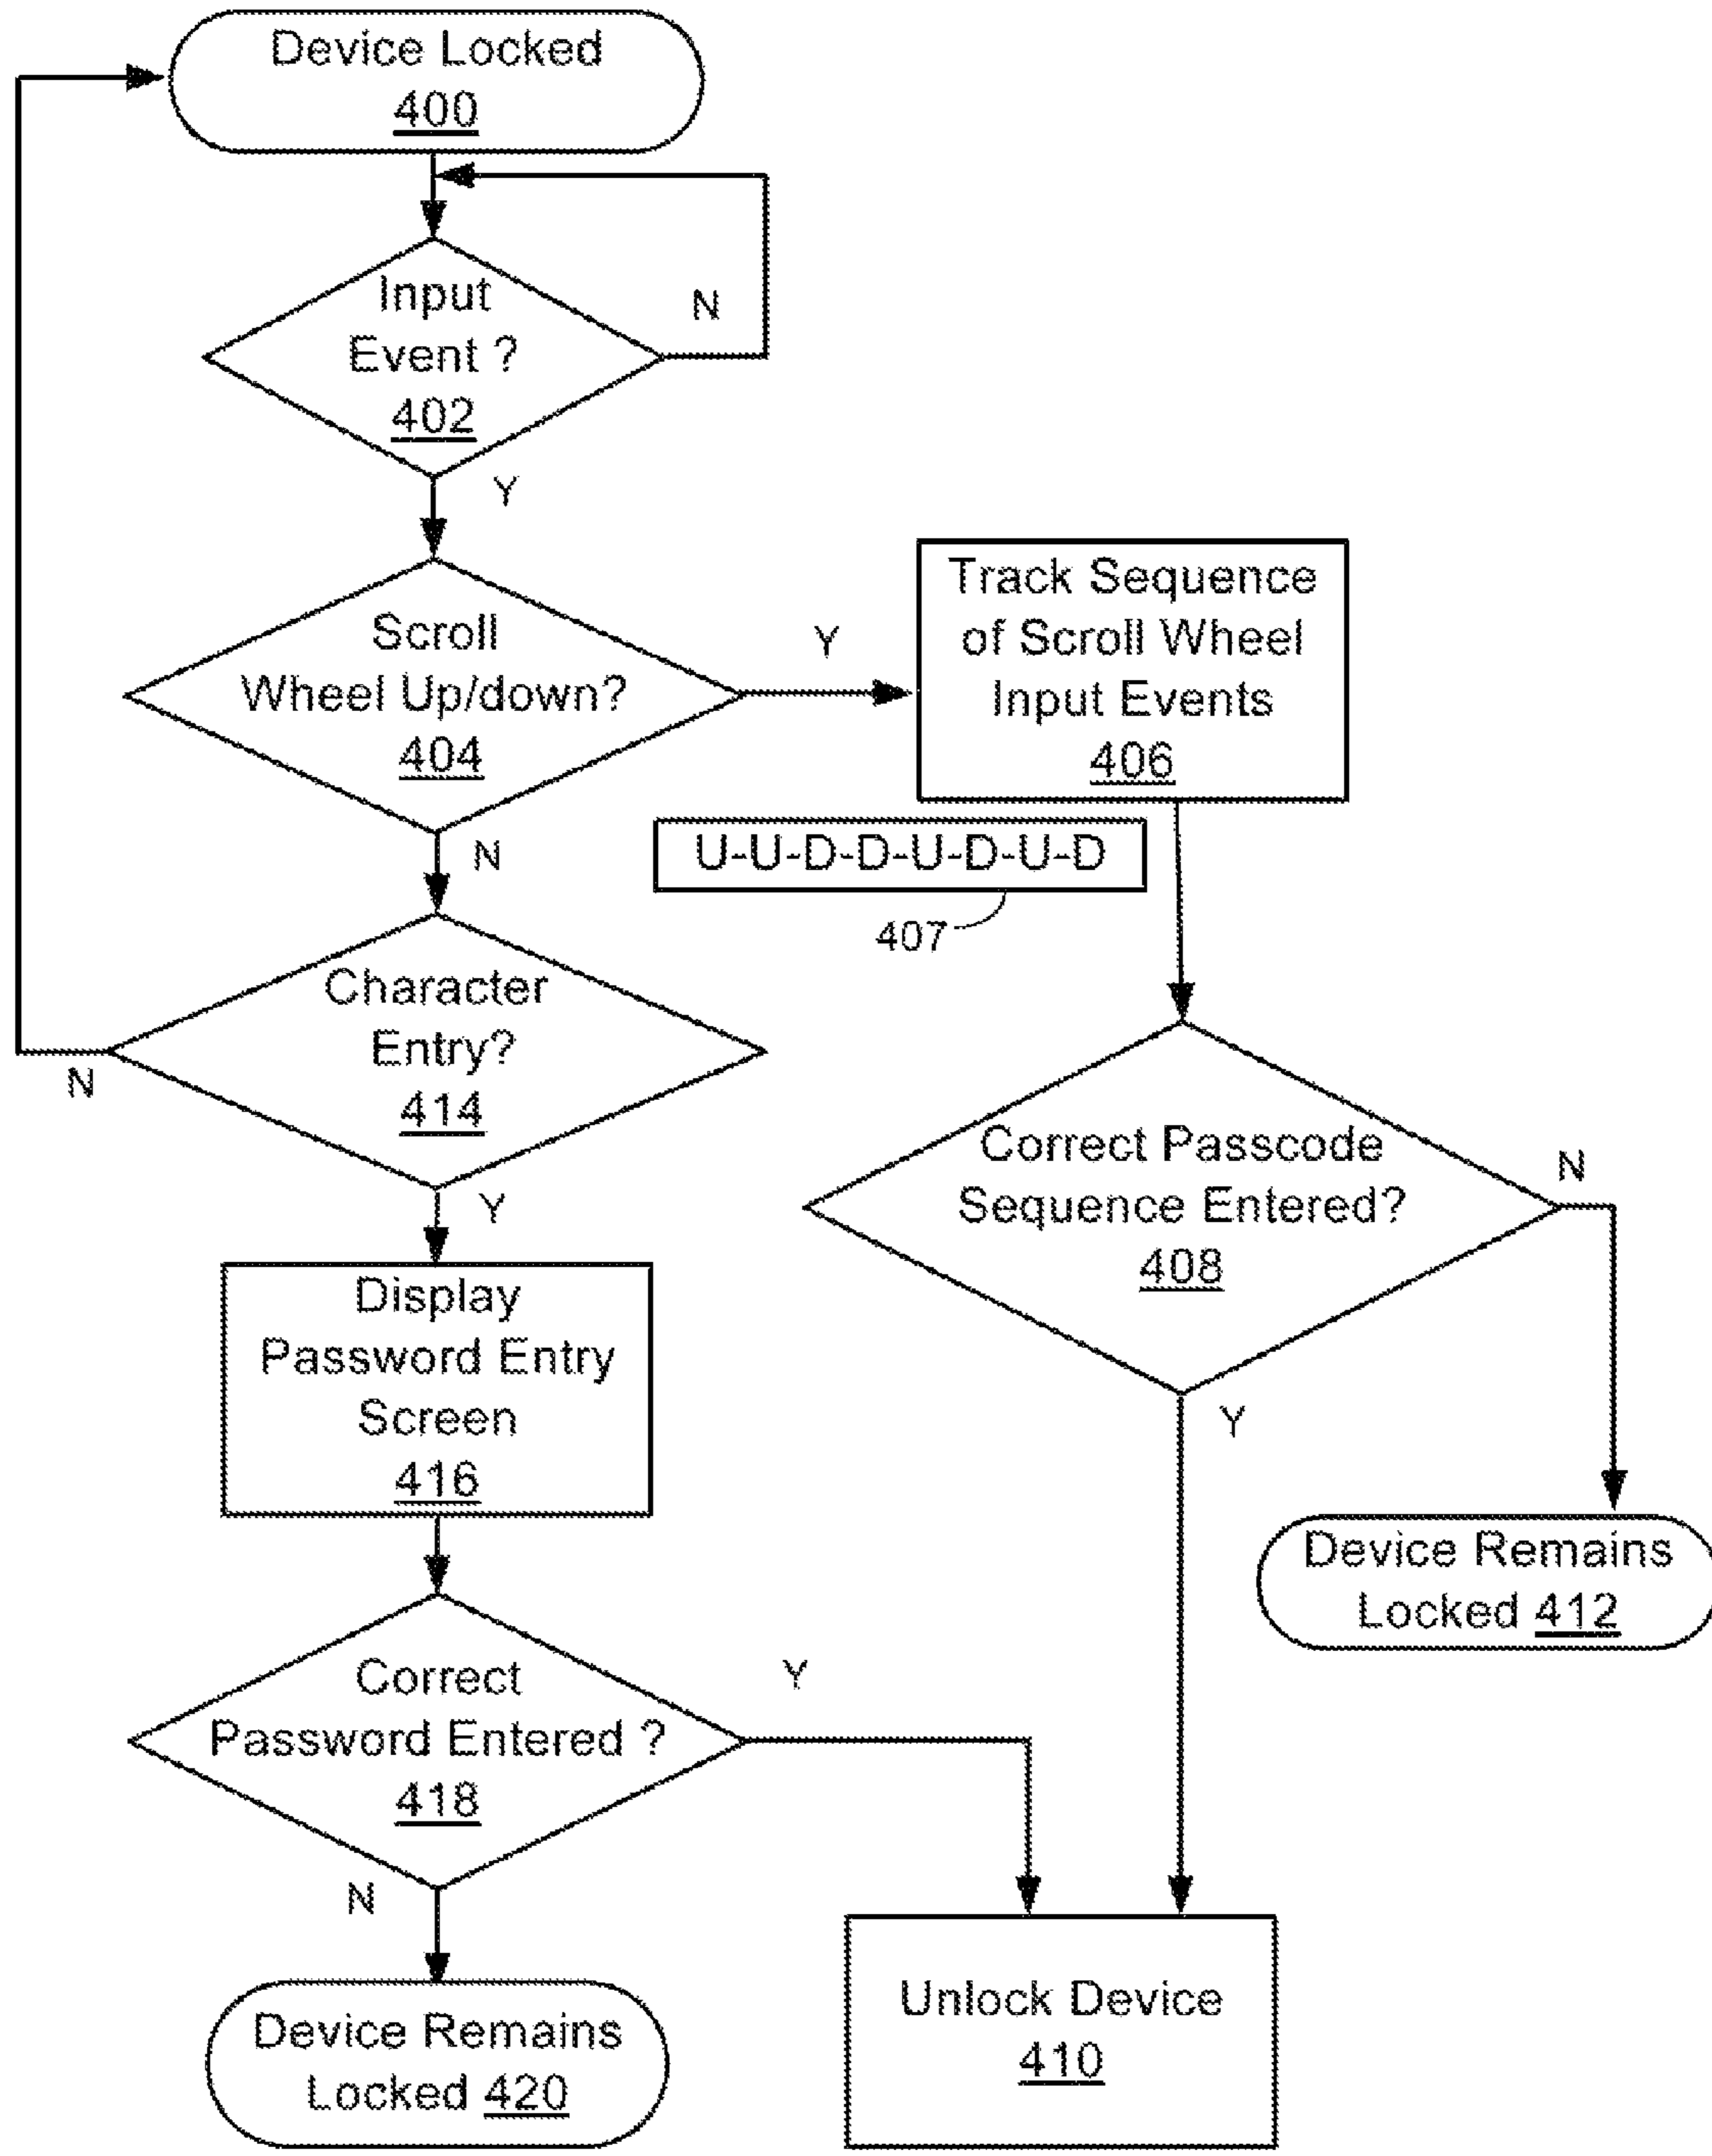 Device Locked
400
Input
Event ?
402
N
Y
Scroll
Wheel Up/down?
404
Y
N
Track Sequence
of Scroll Wheel
Input Events
406
U-U-D-D-U-D-U-D
407
Character
Entry?
414
N
Y
Correct Passcode
Sequence Entered?
408
N
Y
Display
Password Entry
Screen
416
Device Remains
Locked 412
Correct
Password Entered ?
418
Y
N
Device Remains
Locked 420
Unlock Device
410